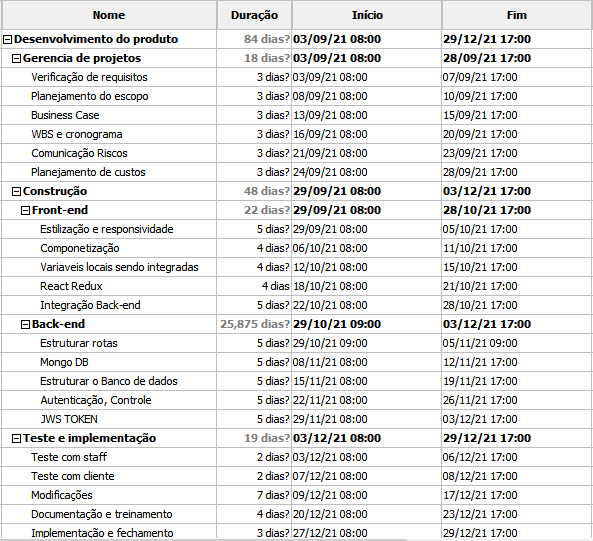 Nome Duração Início Fim
Desenvolvimento do produto 84 dias? 03/09/21 08:00 29/12/21 17:00
Gerencia de projetos 18 dias? 03/09/21 08:00 28/09/21 17:00
Verificação de requisitos 3 dias? 03/09/21 08:00 07/09/21 17:00
Planejamento do escopo 3 dias? 08/09/21 08:00 10/09/21 17:00
Business Case 3 dias? 13/09/21 08:00 15/09/21 17:00
WBS e cronograma 3 dias? 16/09/21 08:00 20/09/21 17:00
Comunicação Riscos 3 dias? 21/09/21 08:00 23/09/21 17:00
Planejamento de custos 3 dias? 24/09/21 08:00 28/09/21 17:00
Construção 48 dias? 29/09/21 08:00 03/12/21 17:00
Front-end 22 dias? 29/09/21 08:00 28/10/21 17:00
Estilização e responsividade 5 dias? 29/09/21 08:00 05/10/21 17:00
Componetização 4 dias? 06/10/21 08:00 11/10/21 17:00
Variaveis locais sendo integradas 4 dias? 12/10/21 08:00 15/10/21 17:00
React Redux 4 dias 18/10/21 08:00 21/10/21 17:00
Integração Back-end 5 dias? 22/10/21 08:00 28/10/21 17:00
Back-end 25,875 dias? 29/10/21 09:00 03/12/21 17:00
Estruturar rotas 5 dias? 29/10/21 09:00 05/11/21 09:00
Mongo DB 5 dias? 08/11/21 08:00 12/11/21 17:00
Estruturar o Banco de dados 5 dias? 15/11/21 08:00 19/11/21 17:00
Autenticação, Controle 5 dias? 22/11/21 08:00 26/11/21 17:00
JWS TOKEN 5 dias? 29/11/21 08:00 03/12/21 17:00
Teste e implementação 19 dias? 03/12/21 08:00 29/12/21 17:00
Teste com staff 2 dias? 03/12/21 08:00 06/12/21 17:00
Teste com cliente 2 dias? 07/12/21 08:00 08/12/21 17:00
Modificações 7 dias? 09/12/21 08:00 17/12/21 17:00
Documentação e treinamento 4 dias? 20/12/21 08:00 23/12/21 17:00
Implementação e fechamento 3 dias? 27/12/21 08:00 29/12/21 17:00